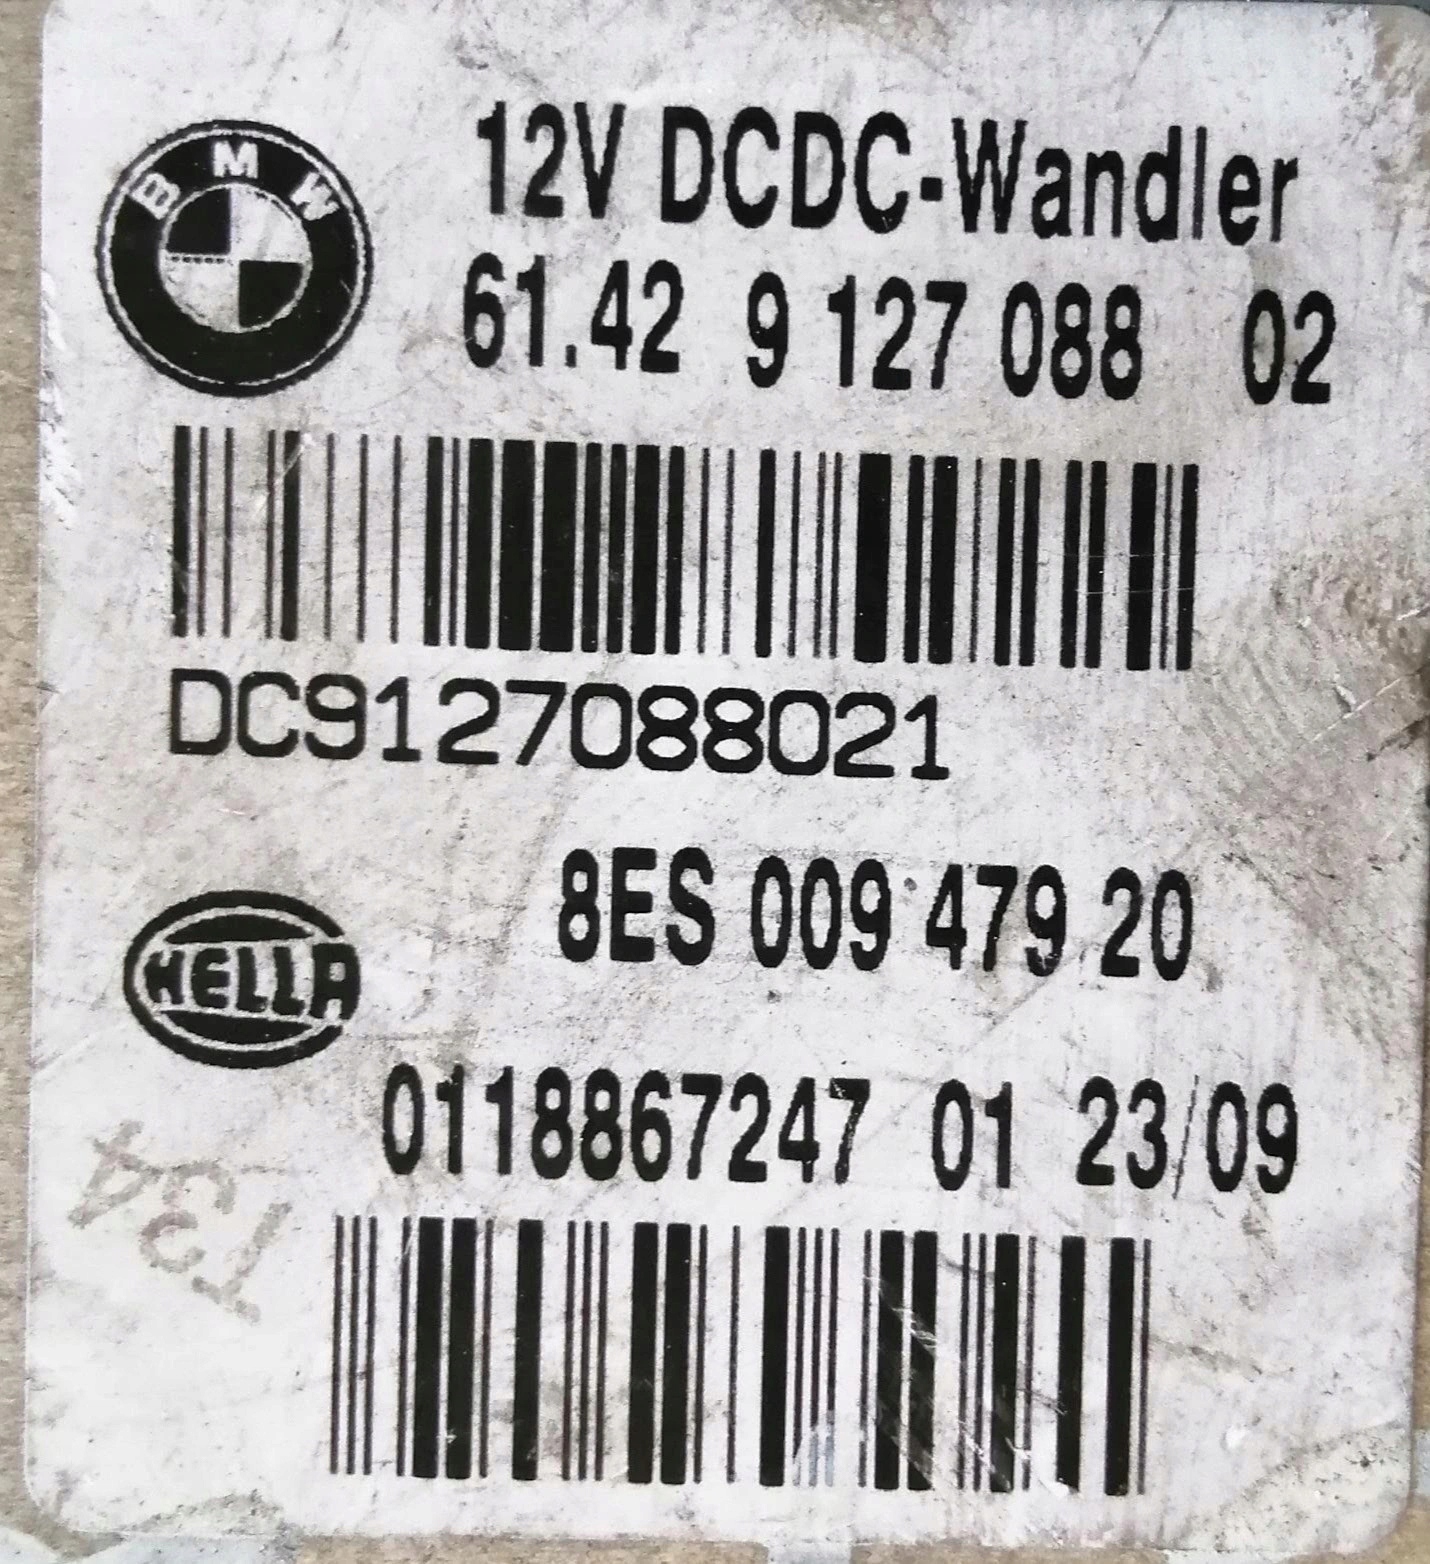 BMW
12V DCDC-Wandler
61.42 9 127 088 02
DC9127088021
8ES 009 479 20
HELLA
0118867247 01 23/09
T34